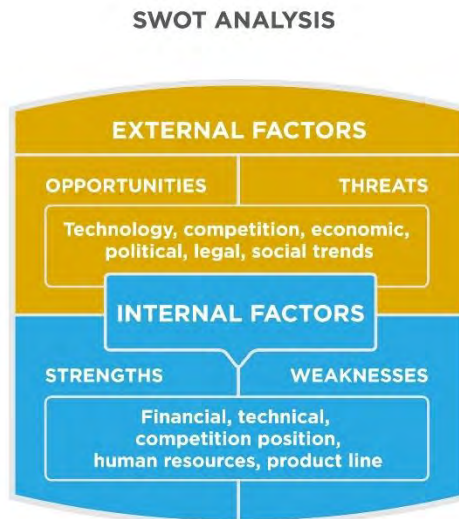 SWOT ANALYSIS
EXTERNAL FACTORS
OPPORTUNITIES
THREATS
Technology, competition, economic,
political, legal, social trends
INTERNAL FACTORS
STRENGTHS
WEAKNESSES
Financial, technical,
competition position,
human resources, product line